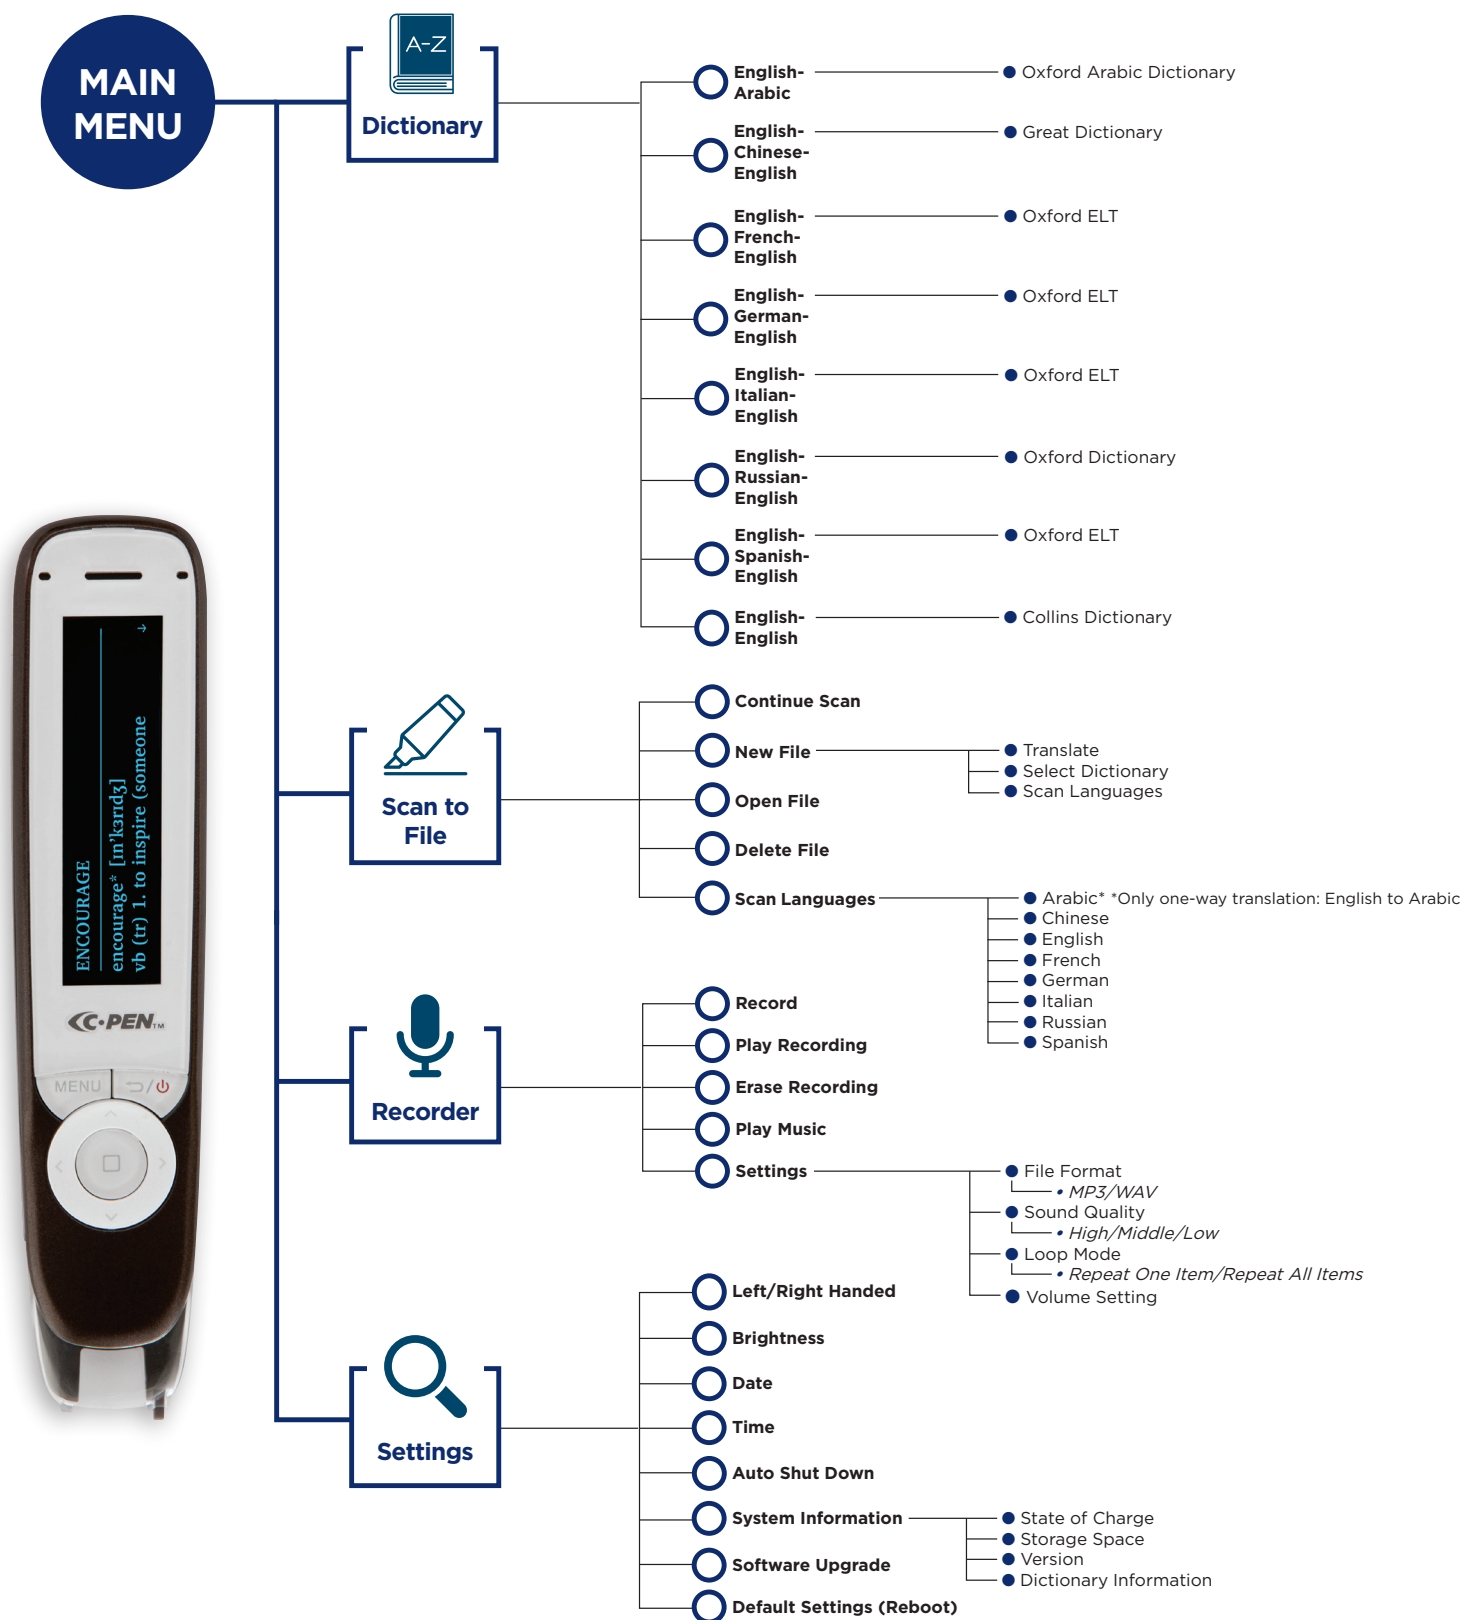 MAIN
MENU
A-Z
Dictionary
English-
Arabic
Oxford Arabic Dictionary
English-
Chinese-
English
Great Dictionary
English-
French-
English
Oxford ELT
English-
German-
English
Oxford ELT
English-
Italian-
English
Oxford ELT
English-
Russian-
English
Oxford Dictionary
English-
Spanish-
English
Oxford ELT
English-
English
Collins Dictionary
Scan to
File
Continue Scan
New File
Translate
Select Dictionary
Scan Languages
Open File
Delete File
Scan Languages
Arabic* *Only one-way translation: English to Arabic
Chinese
English
French
German
Italian
Russian
Spanish
Recorder
Record
Play Recording
Erase Recording
Play Music
Settings
File Format
• MP3/WAV
Sound Quality
• High/Middle/Low
Loop Mode
• Repeat One Item/Repeat All Items
Volume Setting
Settings
Left/Right Handed
Brightness
Date
Time
Auto Shut Down
System Information
State of Charge
Storage Space
Version
Dictionary Information
Software Upgrade
Default Settings (Reboot)
ENCOURAGE
encourage* [ɪn'kɜrɪdʒ]
vb (tr) 1. to inspire (someone
C·PEN™
MENU